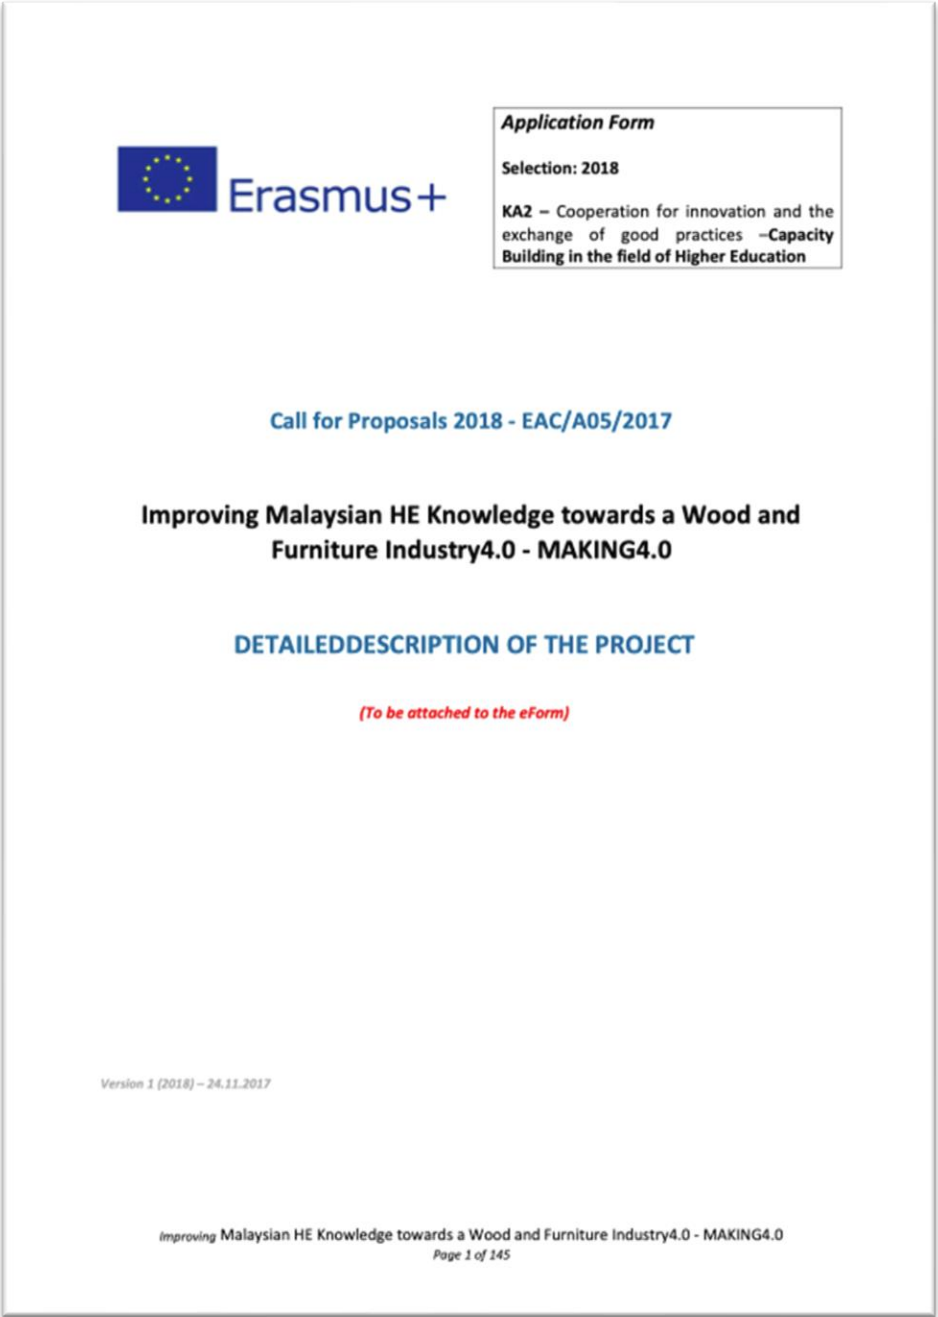 Erasmus+
Application Form
Selection: 2018
KA2 – Cooperation for innovation and the
exchange of good practices –Capacity
Building in the field of Higher Education
Call for Proposals 2018 - EAC/A05/2017
Improving Malaysian HE Knowledge towards a Wood and
Furniture Industry4.0 - MAKING4.0
DETAILEDDESCRIPTION OF THE PROJECT
(To be attached to the eForm)
Version 1 (2018) – 24.11.2017
Improving Malaysian HE Knowledge towards a Wood and Furniture Industry4.0 - MAKING4.0
Page 1 of 145